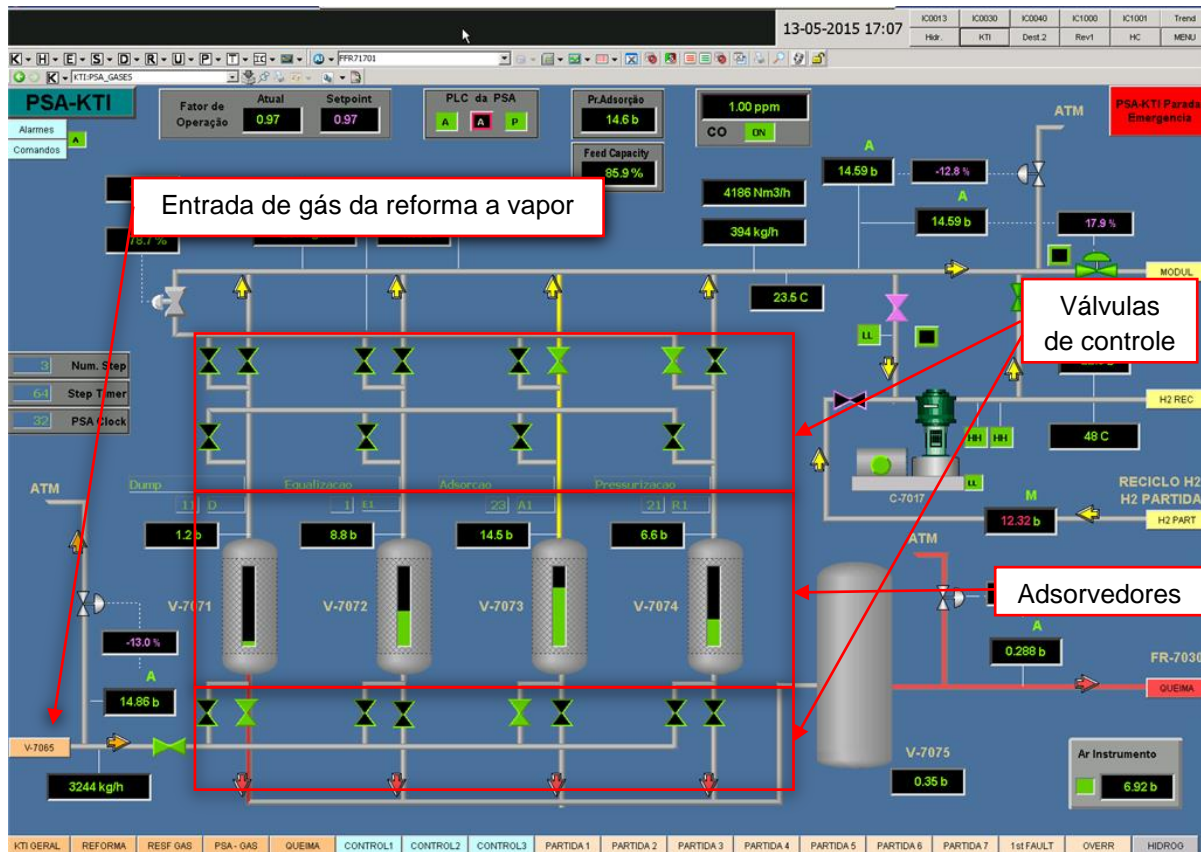 13-05-2015 17:07
IC0013 IC0030 IC0040 IC1000 IC1001 Trend
Hidr. KTI Dest.2 Rev1 HC MENU
K H E S D R U P T
FFR71701
K KTI:PSA_GASES
PSA-KTI
Alarmes
Comandos
A
Fator de Operação
Atual Setpoint
0.97 0.97
PLC da PSA
A A P
Pr.Adsorção
14.6 b
Feed Capacity
85.9 %
1.00 ppm
CO ON
ATM
PSA-KTI Parada
Emergencia
A
14.59 b
-12.8 %
A
14.59 b
17.9 %
4186 Nm3/h
394 kg/h
Entrada de gás da reforma a vapor
78.7 %
23.5 C
MODUL
Válvulas
de controle
LL
3 Num. Step
64 Step Timer
32 PSA Clock
H2 REC
HH HH
48 C
C-7017
LL
RECICLO H2
H2 PARTIDA
M
12.32 b
H2 PART
ATM
Dump Equalizacao Adsorcao Pressurizacao
11 D 1 E1 23 A1 21 R1
1.2 b 8.8 b 14.5 b 6.6 b
ATM
V-7071 V-7072 V-7073 V-7074
Adsorvedores
-13.0 %
A
14.86 b
A
0.288 b
FR-7030
QUEIMA
V-7065
3244 kg/h
V-7075
0.35 b
Ar Instrumento
6.92 b
KTI GERAL REFORMA RESF GAS PSA - GAS QUEIMA CONTROL1 CONTROL2 CONTROL3 PARTIDA 1 PARTIDA 2 PARTIDA 3 PARTIDA 4 PARTIDA 5 PARTIDA 6 PARTIDA 7 1st FAULT OVERR HIDROG